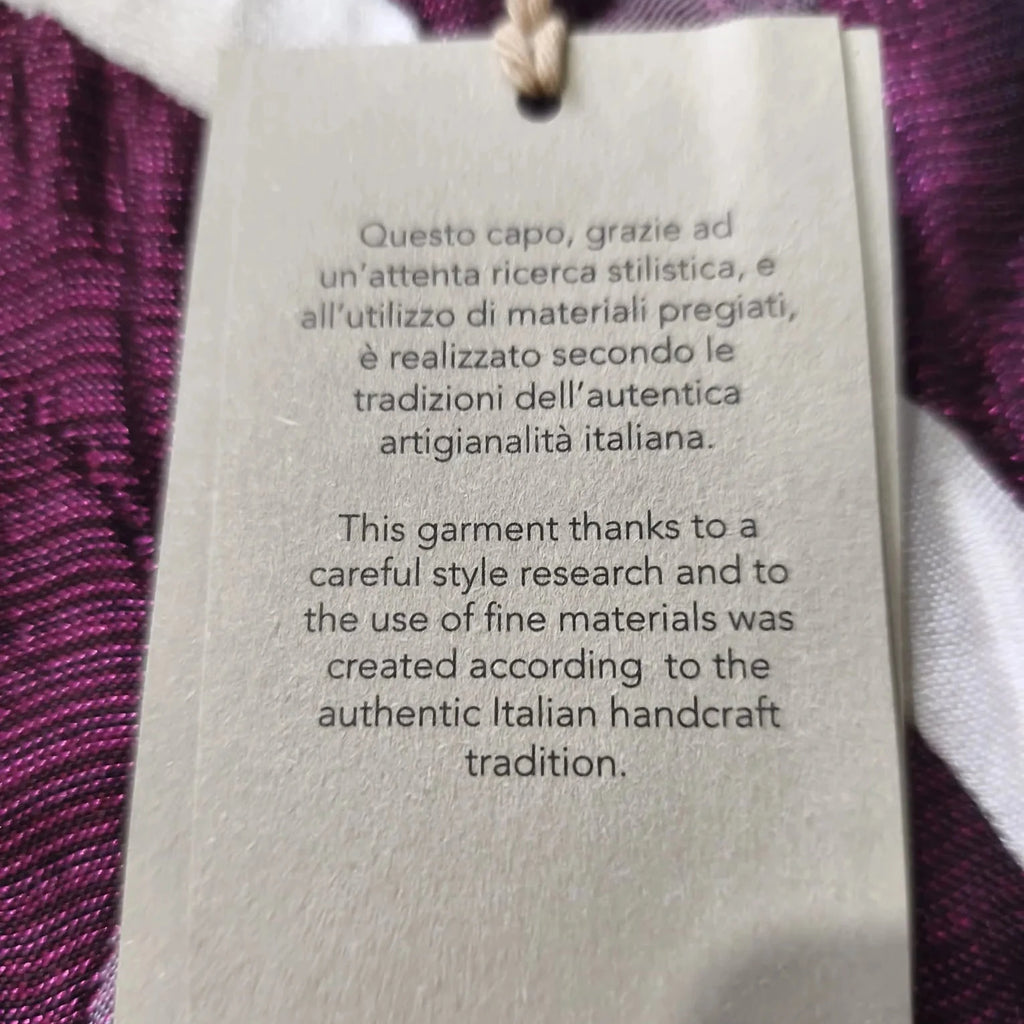 Questo capo, grazie ad
un'attenta ricerca stilistica, e
all'utilizzo di materiali pregiati,
è realizzato secondo le
tradizioni dell'autentica
artigianalità italiana.
This garment thanks to a
careful style research and to
the use of fine materials was
created according  to the
authentic Italian handcraft
tradition.